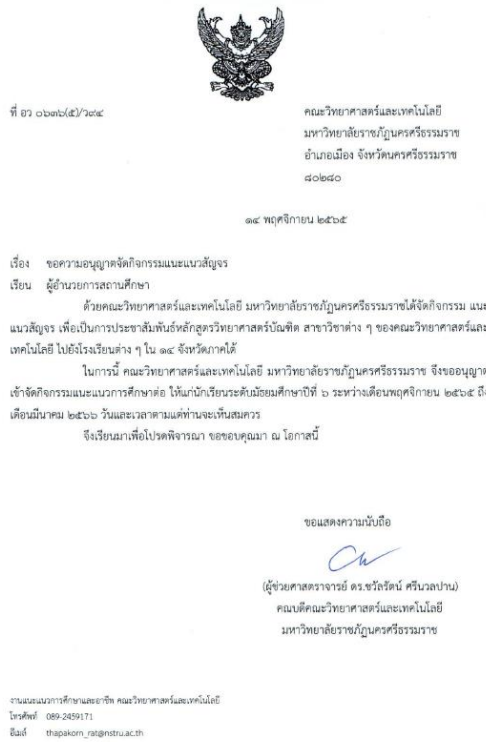 ที่ อว ๐๖๓๖(๕)/ว๙๔
คณะวิทยาศาสตร์และเทคโนโลยี
มหาวิทยาลัยราชภัฏนครศรีธรรมราช
อำเภอเมือง จังหวัดนครศรีธรรมราช
๘๐๒๘๐
๑๔ พฤศจิกายน ๒๕๖๕
เรื่อง ขอความอนุญาตจัดกิจกรรมแนะแนวสัญจร
เรียน ผู้อำนวยการสถานศึกษา
ด้วยคณะวิทยาศาสตร์และเทคโนโลยี มหาวิทยาลัยราชภัฏนครศรีธรรมราชได้จัดกิจกรรม แนะ
แนวสัญจร เพื่อเป็นการประชาสัมพันธ์หลักสูตรวิทยาศาสตร์บัณฑิต สาขาวิชาต่าง ๆ ของคณะวิทยาศาสตร์และ
เทคโนโลยี ไปยังโรงเรียนต่าง ๆ ใน ๑๔ จังหวัดภาคใต้
ในการนี้ คณะวิทยาศาสตร์และเทคโนโลยี มหาวิทยาลัยราชภัฏนครศรีธรรมราช จึงขออนุญาต
เข้าจัดกิจกรรมแนะแนวการศึกษาต่อ ให้แก่นักเรียนระดับมัธยมศึกษาปีที่ ๖ ระหว่างเดือนพฤศจิกายน ๒๕๖๕ ถึง
เดือนมีนาคม ๒๕๖๖ วันและเวลาตามแต่ท่านจะเห็นสมควร
จึงเรียนมาเพื่อโปรดพิจารณา ขอขอบคุณมา ณ โอกาสนี้
ขอแสดงความนับถือ
(ผู้ช่วยศาสตราจารย์ ดร.ชวัลรัตน์ ศรีนวลปาน)
คณบดีคณะวิทยาศาสตร์และเทคโนโลยี
มหาวิทยาลัยราชภัฏนครศรีธรรมราช
งานแนะแนวการศึกษาและอาชีพ คณะวิทยาศาสตร์และเทคโนโลยี
โทรศัพท์ 089-2459171
อีเมล์ thapakorn_rat@nstru.ac.th